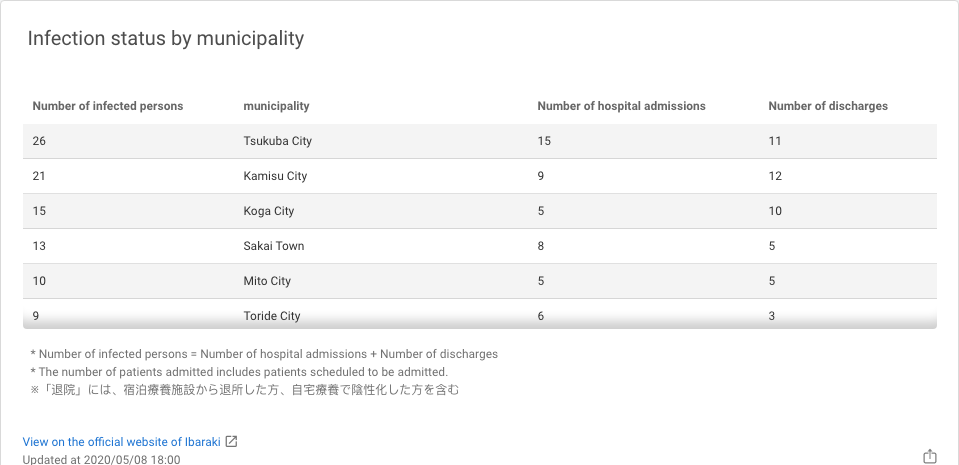 Infection status by municipality
Number of infected persons municipality Number of hospital admissions Number of discharges
26 Tsukuba City 15 11
21 Kamisu City 9 12
15 Koga City 5 10
13 Sakai Town 8 5
10 Mito City 5 5
9 Toride City 6 3
* Number of infected persons = Number of hospital admissions + Number of discharges
* The number of patients admitted includes patients scheduled to be admitted.
※「退院」には、宿泊療養施設から退所した方、自宅療養で陰性化した方を含む
View on the official website of Ibaraki
Updated at 2020/05/08 18:00